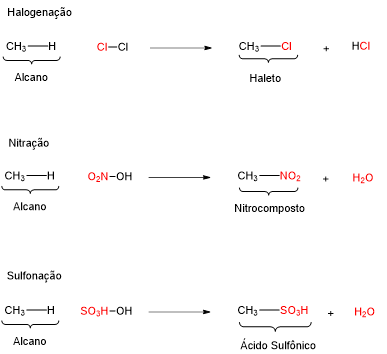 Halogenação
CH₃—H Cl—Cl CH₃—Cl + HCl
Alcano Haleto
Nitração
CH₃—H O₂N—OH CH₃—NO₂ + H₂O
Alcano Nitrocomposto
Sulfonação
CH₃—H SO₃H—OH CH₃—SO₃H + H₂O
Alcano Ácido Sulfônico